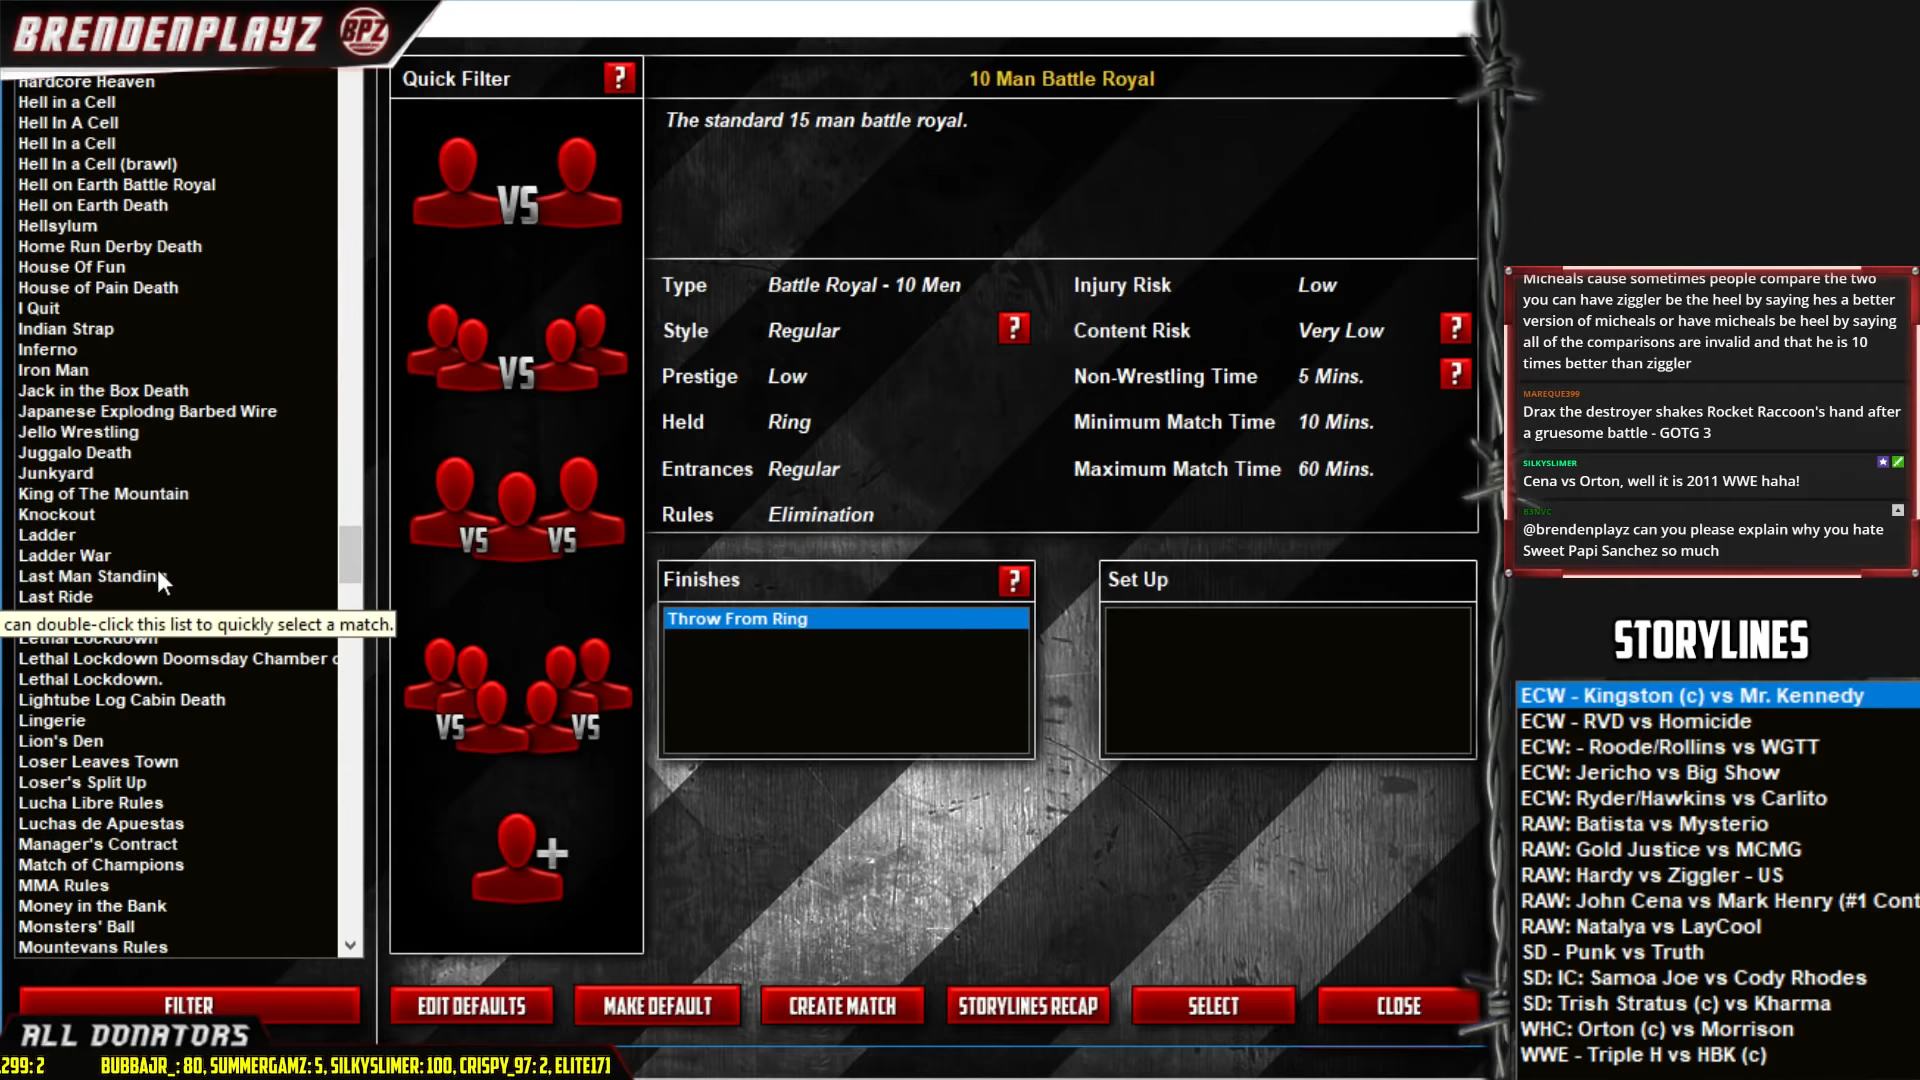 BRENDENPLAYZ BPZ
Hardcore Heaven
Hell in a Cell
Hell In A Cell
Hell In a Cell
Hell In a Cell (brawl)
Hell on Earth Battle Royal
Hell on Earth Death
Hellsylum
Home Run Derby Death
House Of Fun
House of Pain Death
I Quit
Indian Strap
Inferno
Iron Man
Jack in the Box Death
Japanese Explodng Barbed Wire
Jello Wrestling
Juggalo Death
Junkyard
King of The Mountain
Knockout
Ladder
Ladder War
Last Man Standing
Last Ride
can double-click this list to quickly select a match.
Lethal Lockdown
Lethal Lockdown Doomsday Chamber o
Lethal Lockdown.
Lightube Log Cabin Death
Lingerie
Lion's Den
Loser Leaves Town
Loser's Split Up
Lucha Libre Rules
Luchas de Apuestas
Manager's Contract
Match of Champions
MMA Rules
Money in the Bank
Monsters' Ball
Mountevans Rules
FILTER
Quick Filter ?
VS
VS
VS VS
VS VS
10 Man Battle Royal
The standard 15 man battle royal.
Type Battle Royal - 10 Men
Style Regular ?
Prestige Low
Held Ring
Entrances Regular
Rules Elimination
Injury Risk Low
Content Risk Very Low ?
Non-Wrestling Time 5 Mins. ?
Minimum Match Time 10 Mins.
Maximum Match Time 60 Mins.
Finishes ?
Throw From Ring
Set Up
EDIT DEFAULTS
MAKE DEFAULT
CREATE MATCH
STORYLINES RECAP
SELECT
CLOSE
Micheals cause sometimes people compare the two
you can have ziggler be the heel by saying hes a better
version of micheals or have micheals be heel by saying
all of the comparisons are invalid and that he is 10
times better than ziggler
MAREQUE399
Drax the destroyer shakes Rocket Raccoon's hand after
a gruesome battle - GOTG 3
SILKYSLIMER
Cena vs Orton, well it is 2011 WWE haha!
B3NVC
@brendenplayz can you please explain why you hate
Sweet Papi Sanchez so much
STORYLINES
ECW - Kingston (c) vs Mr. Kennedy
ECW - RVD vs Homicide
ECW: - Roode/Rollins vs WGTT
ECW: Jericho vs Big Show
ECW: Ryder/Hawkins vs Carlito
RAW: Batista vs Mysterio
RAW: Gold Justice vs MCMG
RAW: Hardy vs Ziggler - US
RAW: John Cena vs Mark Henry (#1 Cont
RAW: Natalya vs LayCool
SD - Punk vs Truth
SD: IC: Samoa Joe vs Cody Rhodes
SD: Trish Stratus (c) vs Kharma
WHC: Orton (c) vs Morrison
WWE - Triple H vs HBK (c)
ALL DONATORS
.299: 2 BUBBAJR_: 80, SUMMERGAMZ: 5, SILKYSLIMER: 100, CRISPY_97: 2, ELITE171